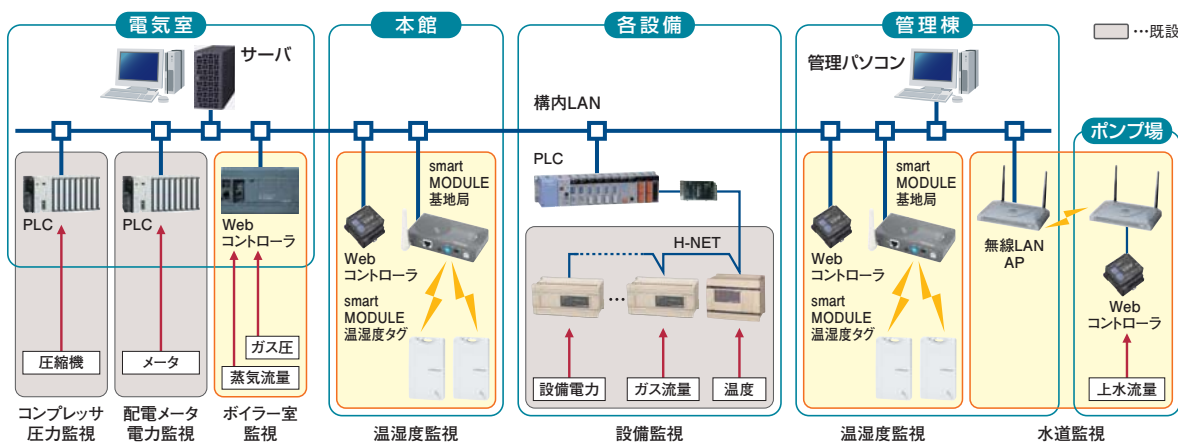 電気室
本館
各設備
管理棟
…既設
サーバ
管理パソコン
構内LAN
ポンプ場
PLC
PLC
Web
コントローラ
Web
コントローラ
smart
MODULE
基地局
smart
MODULE
温湿度タグ
PLC
H-NET
…
Web
コントローラ
smart
MODULE
基地局
smart
MODULE
温湿度タグ
無線LAN
AP
Web
コントローラ
圧縮機
メータ
ガス圧
蒸気流量
設備電力
ガス流量
温度
上水流量
コンプレッサ
圧力監視
配電メータ
電力監視
ボイラー室
監視
温湿度監視
設備監視
温湿度監視
水道監視